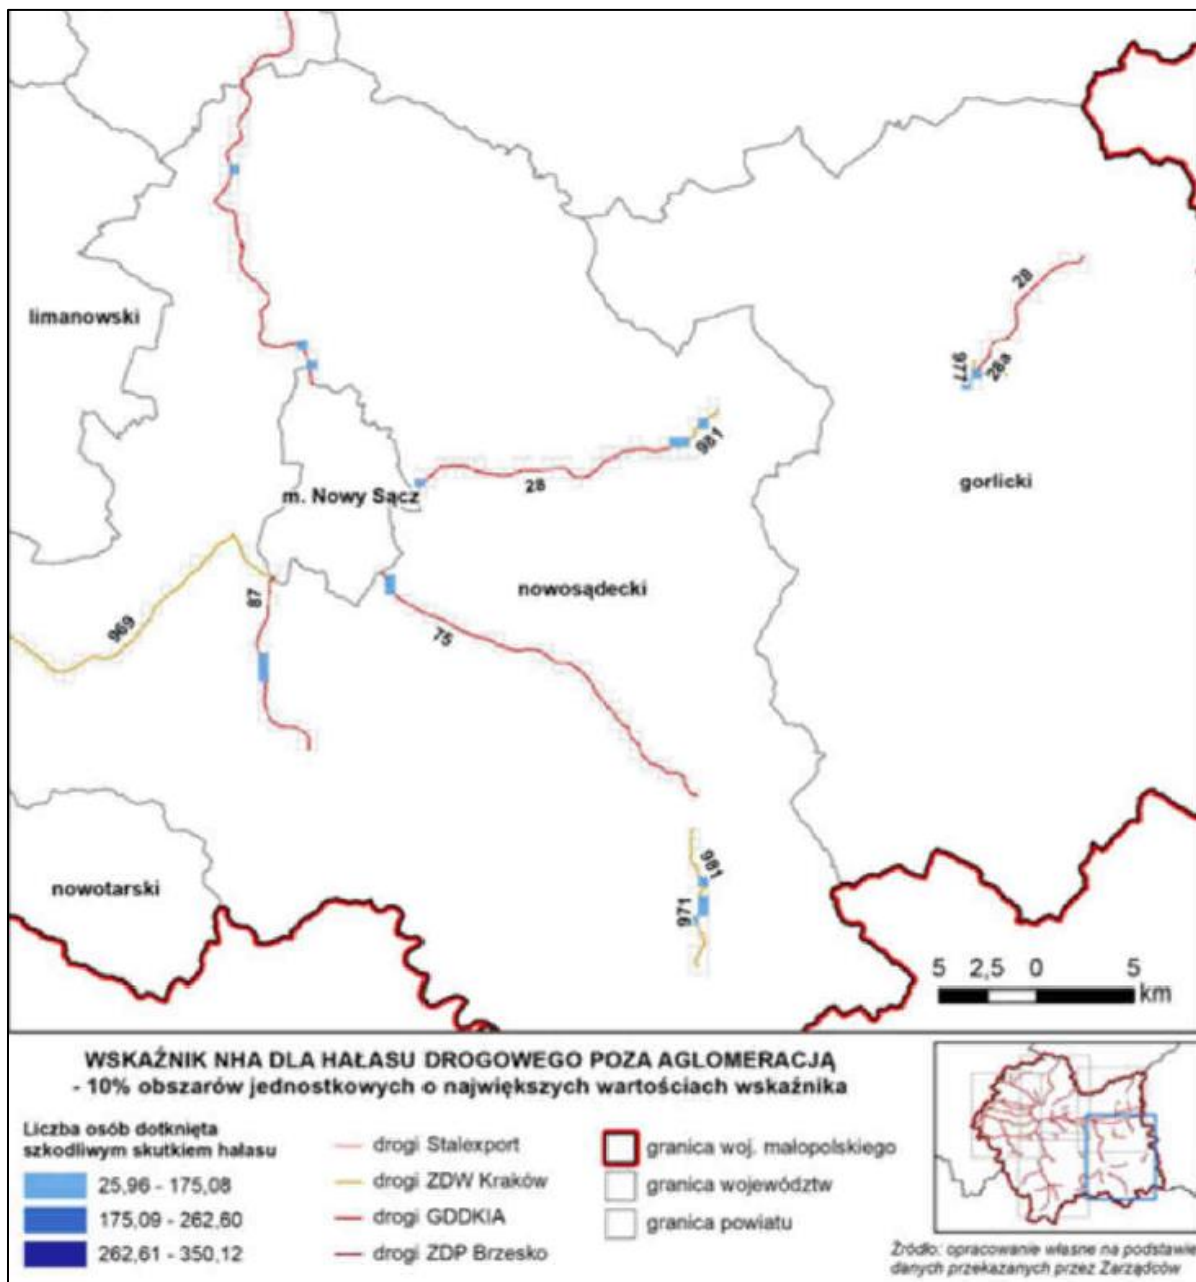 limanowski
28
977
28a
981
28
gorlicki
m. Nowy Sącz
nowosądecki
969
87
75
981
971
nowotarski
5 2,5 0 5
km
WSKAŹNIK NHA DLA HAŁASU DROGOWEGO POZA AGLOMERACJĄ
- 10% obszarów jednostkowych o największych wartościach wskaźnika
Liczba osób dotknięta
szkodliwym skutkiem hałasu
25,96 - 175,08
175,09 - 262,60
262,61 - 350,12
drogi Stalexport
drogi ZDW Kraków
drogi GDDKIA
drogi ZDP Brzesko
granica woj. małopolskiego
granica województw
granica powiatu
Źródło: opracowanie własne na podstawie
danych przekazanych przez Zarządców